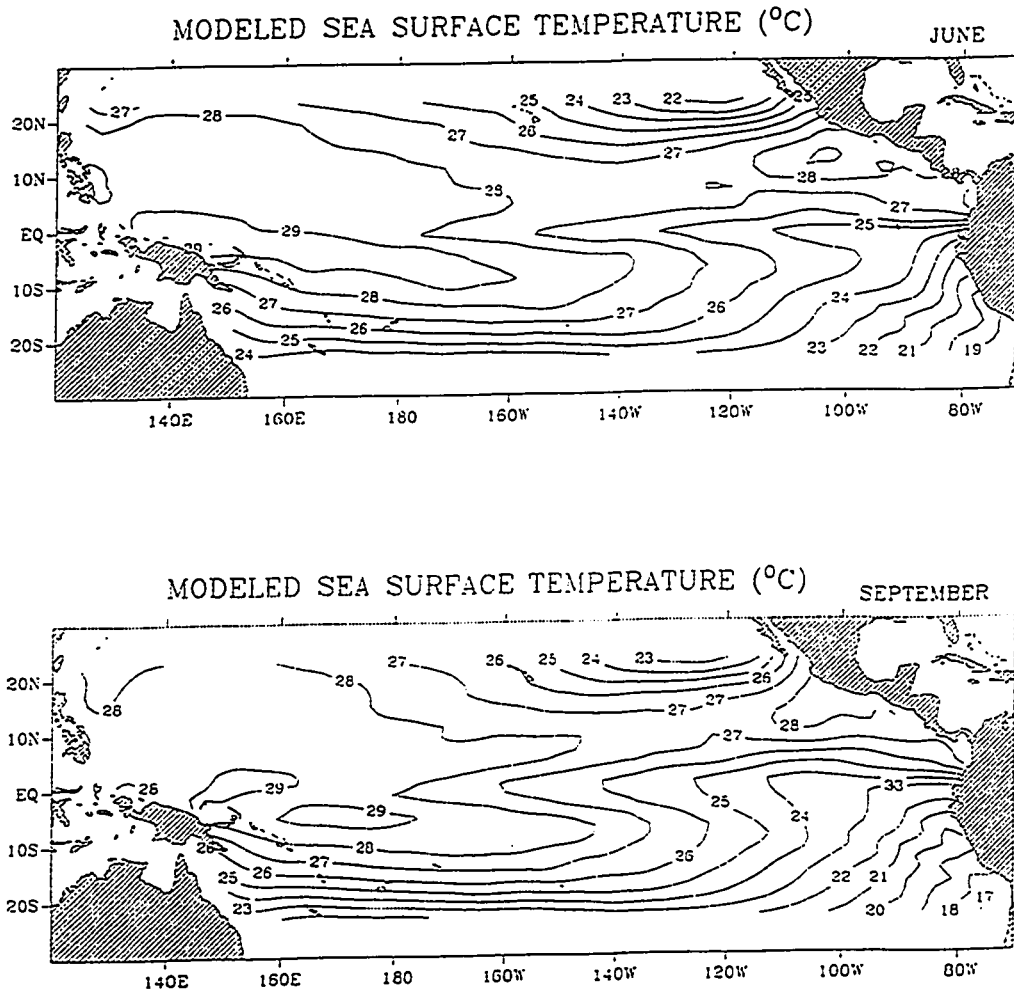 MODELED SEA SURFACE TEMPERATURE (°C)
JUNE
27 28 25 24 23 22 25
20N 27 26 27
10N 28 28
27
EQ 29 29 25
10S 27 28 27 26 24
26 26
20S 25 23 22 21 19
24
140E 160E 180 160W 140W 120W 100W 80W
MODELED SEA SURFACE TEMPERATURE (°C)
SEPTEMBER
27 26 25 24 23
20N 28 26
28 27 27 28
10N 27
EQ 28 29 25 33
29 24
10S 28 28 26
27
25 26 22 21
20S 23 20 18 17
140E 160E 180 160W 140W 120W 100W 80W